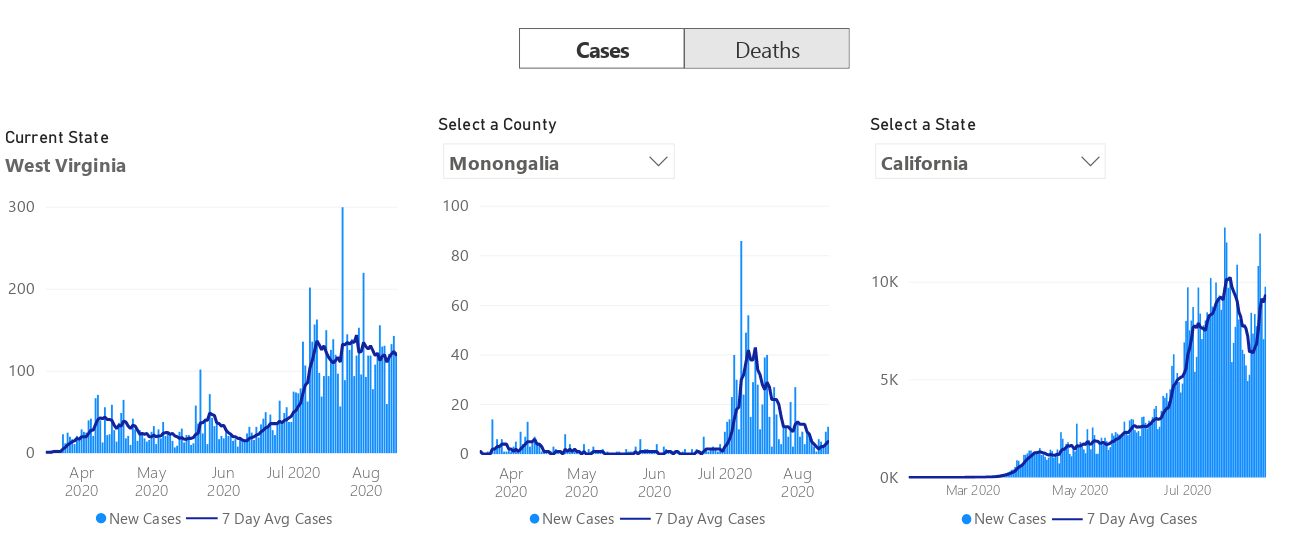 Cases Deaths
Current State
West Virginia
300
200
100
0
Apr 2020 May 2020 Jun 2020 Jul 2020 Aug 2020
New Cases 7 Day Avg Cases
Select a County
Monongalia
100
80
60
40
20
0
Apr 2020 May 2020 Jun 2020 Jul 2020 Aug 2020
New Cases 7 Day Avg Cases
Select a State
California
10K
5K
0K
Mar 2020 May 2020 Jul 2020
New Cases 7 Day Avg Cases